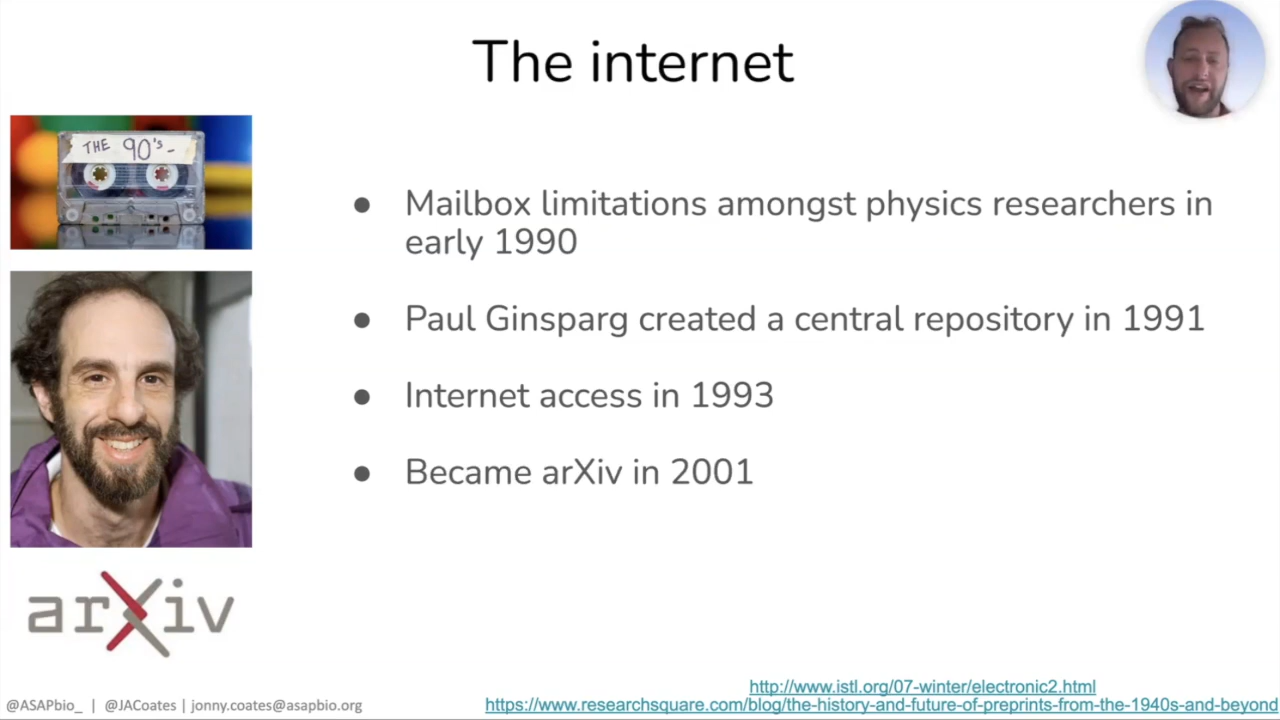 The internet
THE 90's -
● Mailbox limitations amongst physics researchers in
early 1990
● Paul Ginsparg created a central repository in 1991
● Internet access in 1993
● Became arXiv in 2001
arXiv
http://www.istl.org/07-winter/electronic2.html
@ASAPbio_ | @JACoates | jonny.coates@asapbio.org
https://www.researchsquare.com/blog/the-history-and-future-of-preprints-from-the-1940s-and-beyond